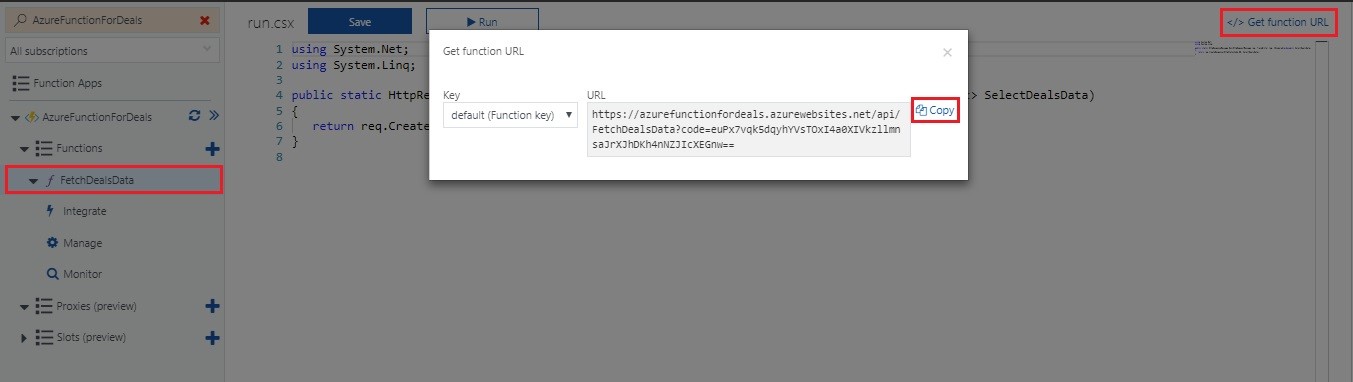 AzureFunctionForDeals
All subscriptions
Function Apps
AzureFunctionForDeals
Functions
FetchDealsData
Integrate
Manage
Monitor
Proxies (preview)
Slots (preview)
run.csx
Save
Run
</> Get function URL
1 using System.Net;
2 using System.Linq;
3
4 public static HttpRe > SelectDealsData)
5 {
6 return req.Create
7 }
8
Get function URL
Key
default (Function key)
URL
https://azurefunctionfordeals.azurewebsites.net/api/
FetchDealsData?code=euPx7vqk5dqyhYVsTOxI4a0XIVkzllmn
saJrXJhDKh4nNZJIcXEGnw==
Copy